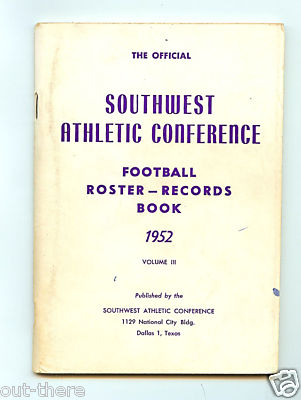 THE OFFICIAL
SOUTHWEST
ATHLETIC CONFERENCE
FOOTBALL
ROSTER — RECORDS
BOOK
1952
VOLUME III
Published by the
SOUTHWEST ATHLETIC CONFERENCE
1129 National City Bldg.
Dallas 1, Texas
out-there